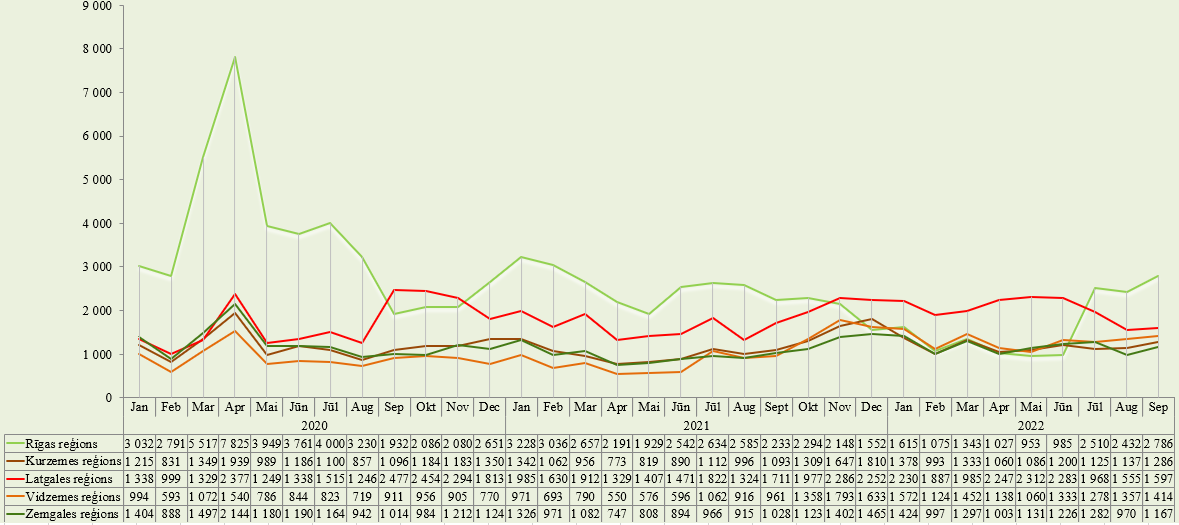 9 000
8 000
7 000
6 000
5 000
4 000
3 000
2 000
1 000
0
Jan Feb Mar Apr Mai Jūn Jūl Aug Sep Okt Nov Dec Jan Feb Mar Apr Mai Jūn Jūl Aug Sept Okt Nov Dec Jan Feb Mar Apr Mai Jūn Jūl Aug Sep
2020 2021 2022
Rīgas reģions 3 032 2 791 5 517 7 825 3 949 3 761 4 000 3 230 1 932 2 086 2 080 2 651 3 228 3 036 2 657 2 191 1 929 2 542 2 634 2 585 2 233 2 294 2 148 1 552 1 615 1 075 1 343 1 027 953 985 2 510 2 432 2 786
Kurzemes reģions 1 215 831 1 349 1 939 989 1 186 1 100 857 1 096 1 184 1 183 1 350 1 342 1 062 956 773 819 890 1 112 996 1 093 1 309 1 647 1 810 1 378 993 1 333 1 060 1 086 1 200 1 125 1 137 1 286
Latgales reģions 1 338 999 1 329 2 377 1 249 1 338 1 515 1 246 2 477 2 454 2 294 1 813 1 985 1 630 1 912 1 329 1 407 1 471 1 822 1 324 1 711 1 977 2 286 2 252 2 230 1 887 1 985 2 247 2 312 2 283 1 968 1 555 1 597
Vidzemes reģions 994 593 1 072 1 540 786 844 823 719 911 956 905 770 971 693 790 550 576 596 1 062 916 961 1 358 1 793 1 633 1 572 1 124 1 452 1 138 1 060 1 333 1 278 1 357 1 414
Zemgales reģions 1 404 888 1 497 2 144 1 180 1 190 1 164 942 1 014 984 1 212 1 124 1 326 971 1 082 747 808 894 966 915 1 028 1 123 1 402 1 465 1 424 997 1 297 1 003 1 131 1 226 1 282 970 1 167